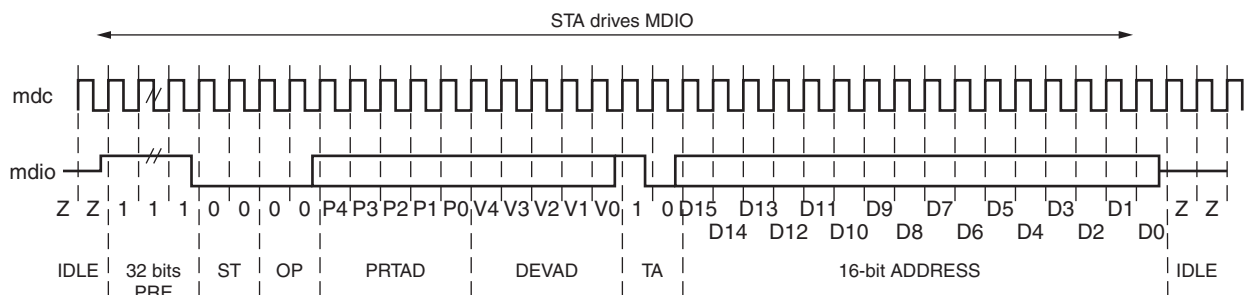 STA drives MDIO
mdc
mdio
Z Z 1 1 1 0 0 0 0 P4 P3 P2 P1 P0 V4 V3 V2 V1 V0 1 0 D15 D13 D11 D9 D7 D5 D3 D1 Z Z
D14 D12 D10 D8 D6 D4 D2 D0
IDLE 32 bits ST OP PRTAD DEVAD TA 16-bit ADDRESS IDLE
PRE